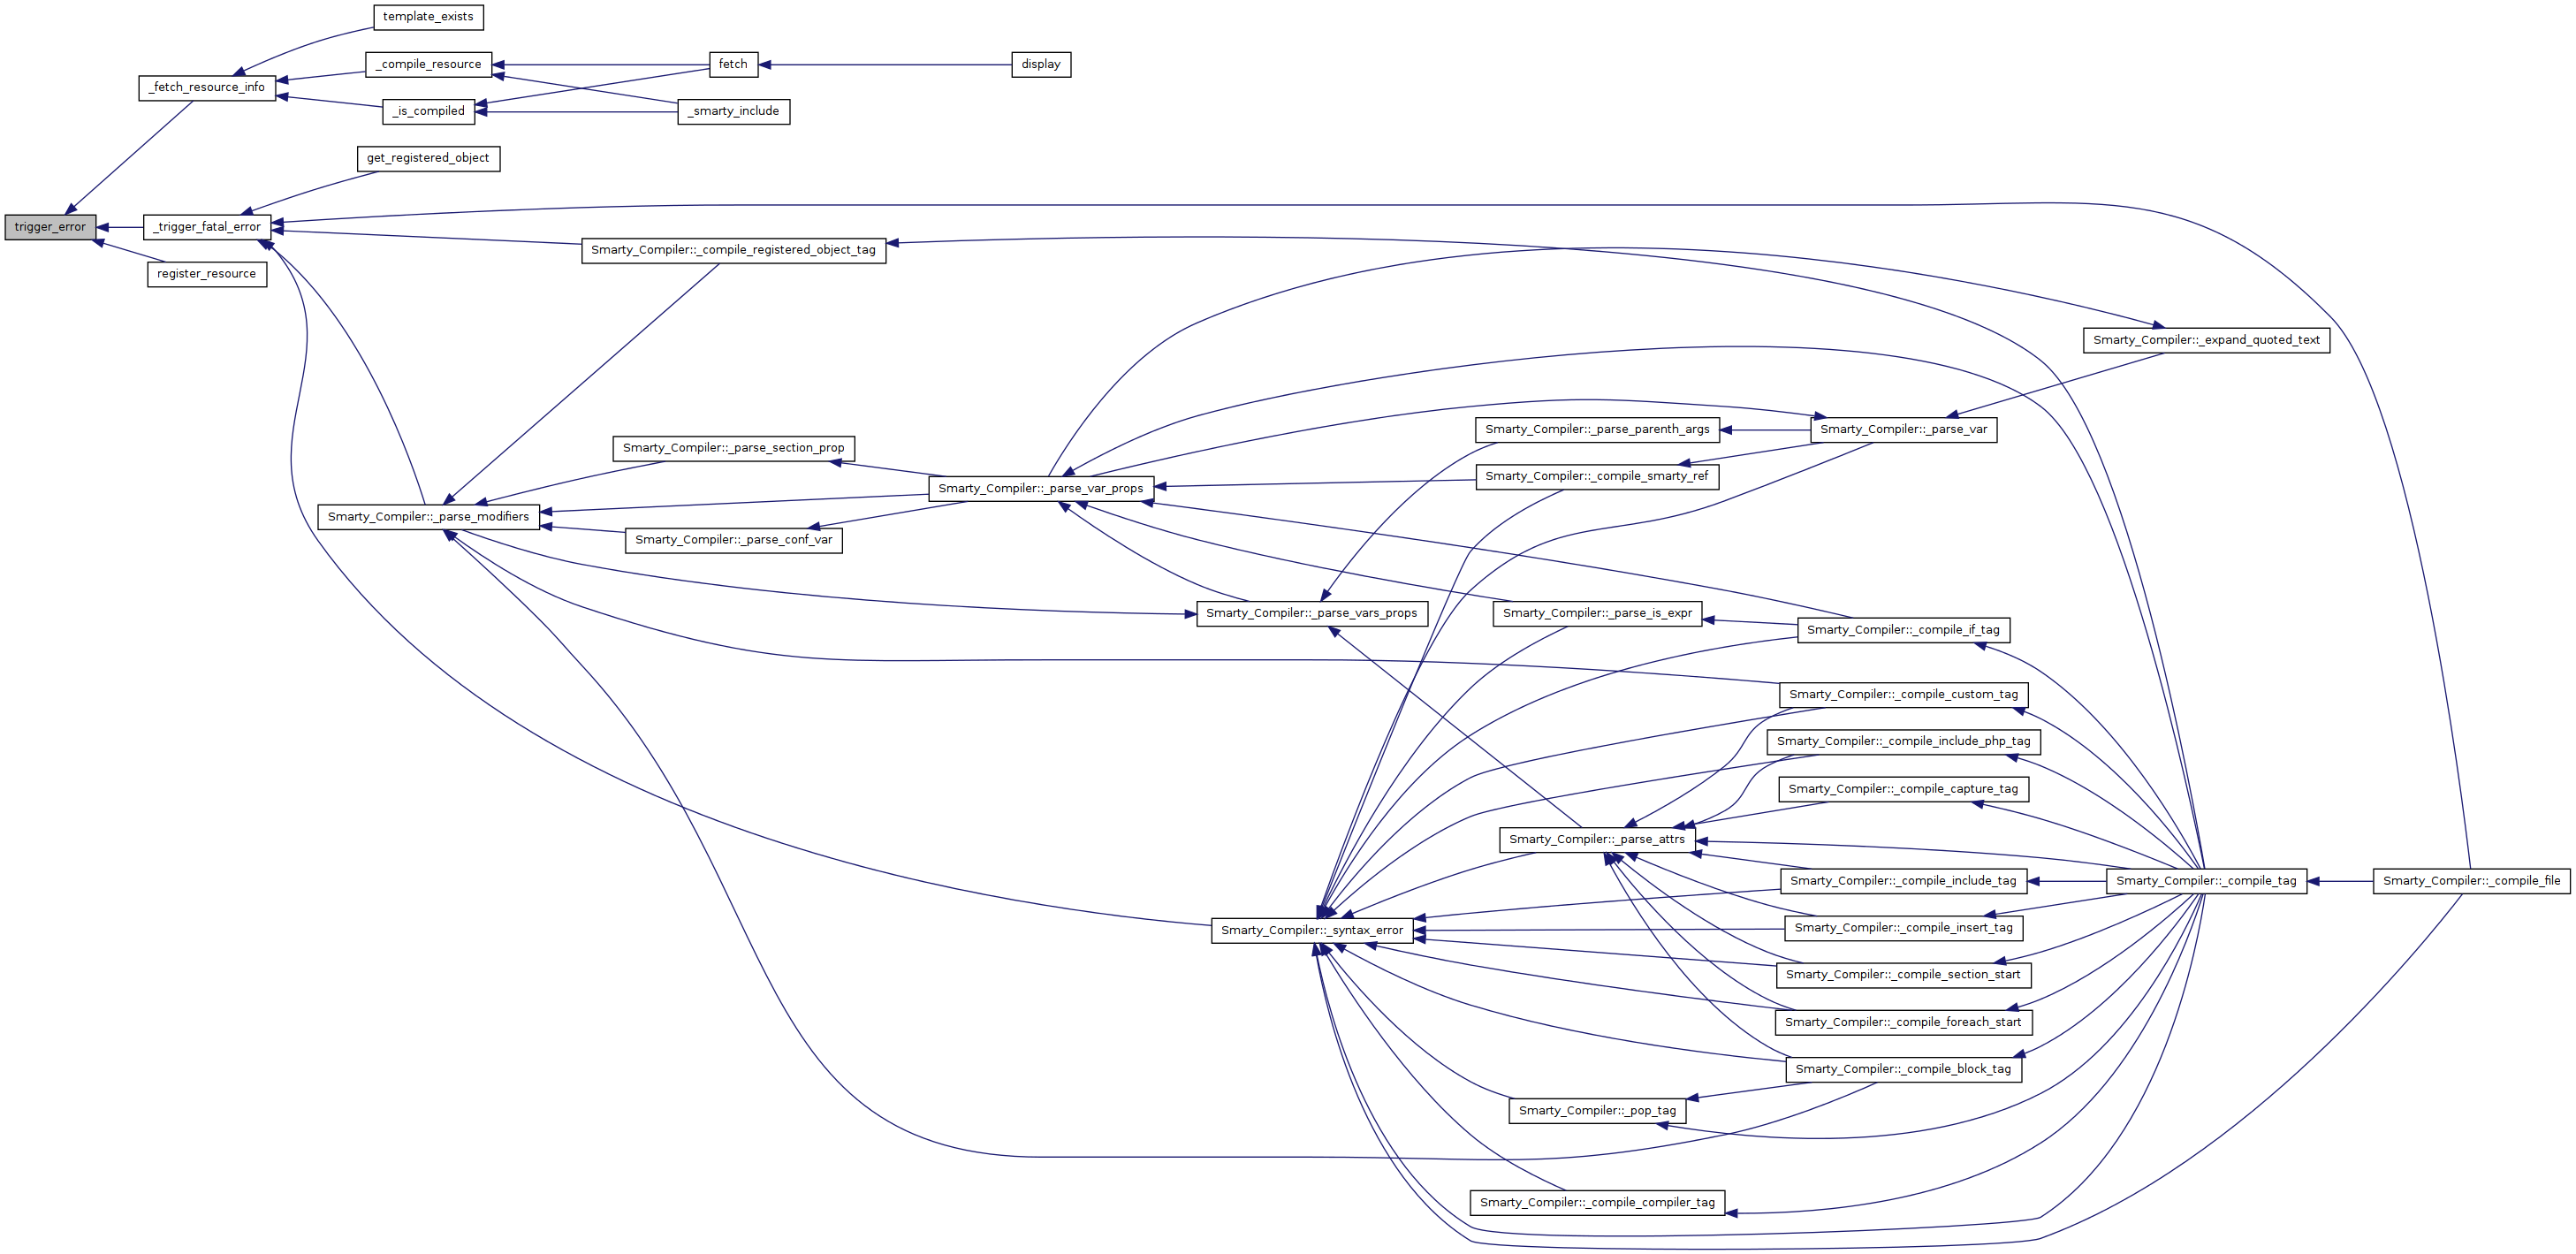 template_exists
_compile_resource
fetch
display
_fetch_resource_info
_is_compiled
_smarty_include
get_registered_object
trigger_error
_trigger_fatal_error
register_resource
Smarty_Compiler::_compile_registered_object_tag
Smarty_Compiler::_expand_quoted_text
Smarty_Compiler::_parse_parenth_args
Smarty_Compiler::_parse_var
Smarty_Compiler::_parse_section_prop
Smarty_Compiler::_compile_smarty_ref
Smarty_Compiler::_parse_var_props
Smarty_Compiler::_parse_modifiers
Smarty_Compiler::_parse_conf_var
Smarty_Compiler::_parse_vars_props
Smarty_Compiler::_parse_is_expr
Smarty_Compiler::_compile_if_tag
Smarty_Compiler::_compile_custom_tag
Smarty_Compiler::_compile_include_php_tag
Smarty_Compiler::_compile_capture_tag
Smarty_Compiler::_parse_attrs
Smarty_Compiler::_compile_include_tag
Smarty_Compiler::_compile_tag
Smarty_Compiler::_compile_file
Smarty_Compiler::_syntax_error
Smarty_Compiler::_compile_insert_tag
Smarty_Compiler::_compile_section_start
Smarty_Compiler::_compile_foreach_start
Smarty_Compiler::_compile_block_tag
Smarty_Compiler::_pop_tag
Smarty_Compiler::_compile_compiler_tag